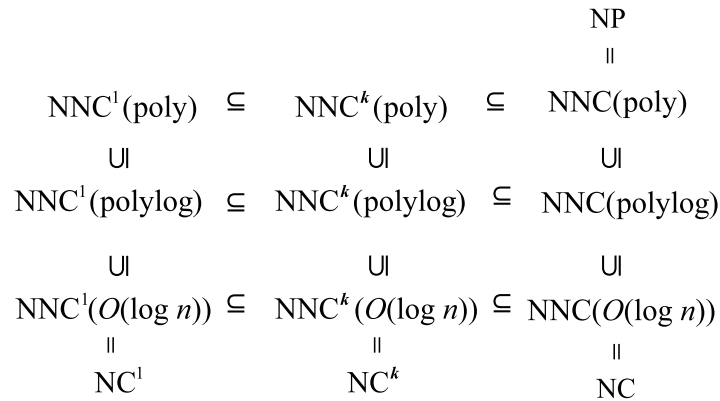 NP
=
NNC¹(poly) ⊆ NNCᵏ(poly) ⊆ NNC(poly)
⊆ ⊆ ⊆
NNC¹(polylog) ⊆ NNCᵏ(polylog) ⊆ NNC(polylog)
⊆ ⊆ ⊆
NNC¹(O(log n)) ⊆ NNCᵏ(O(log n)) ⊆ NNC(O(log n))
= = =
NC¹ NCᵏ NC